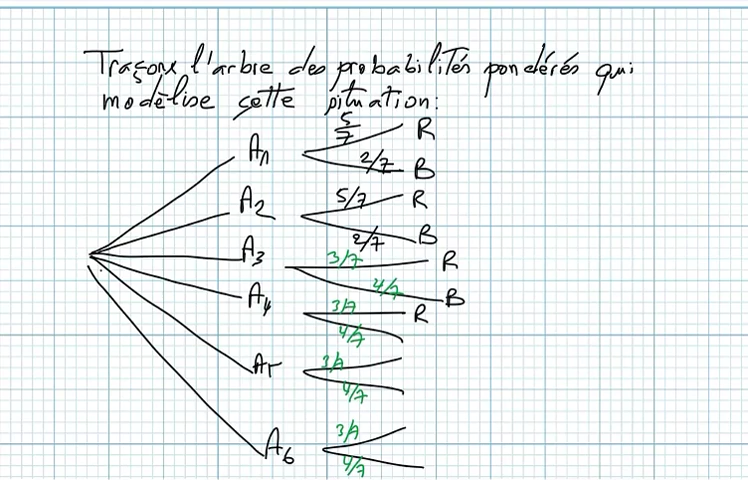 Traçons l'arbre des probabilités pondérés qui
modélise cette situation:
5/7 R
A1
2/7 B
5/7 R
A2
2/7 B
A3 3/7 R
4/7 B
A4 3/7 R
4/7
A5 3/7
4/7
3/7
A6
4/7